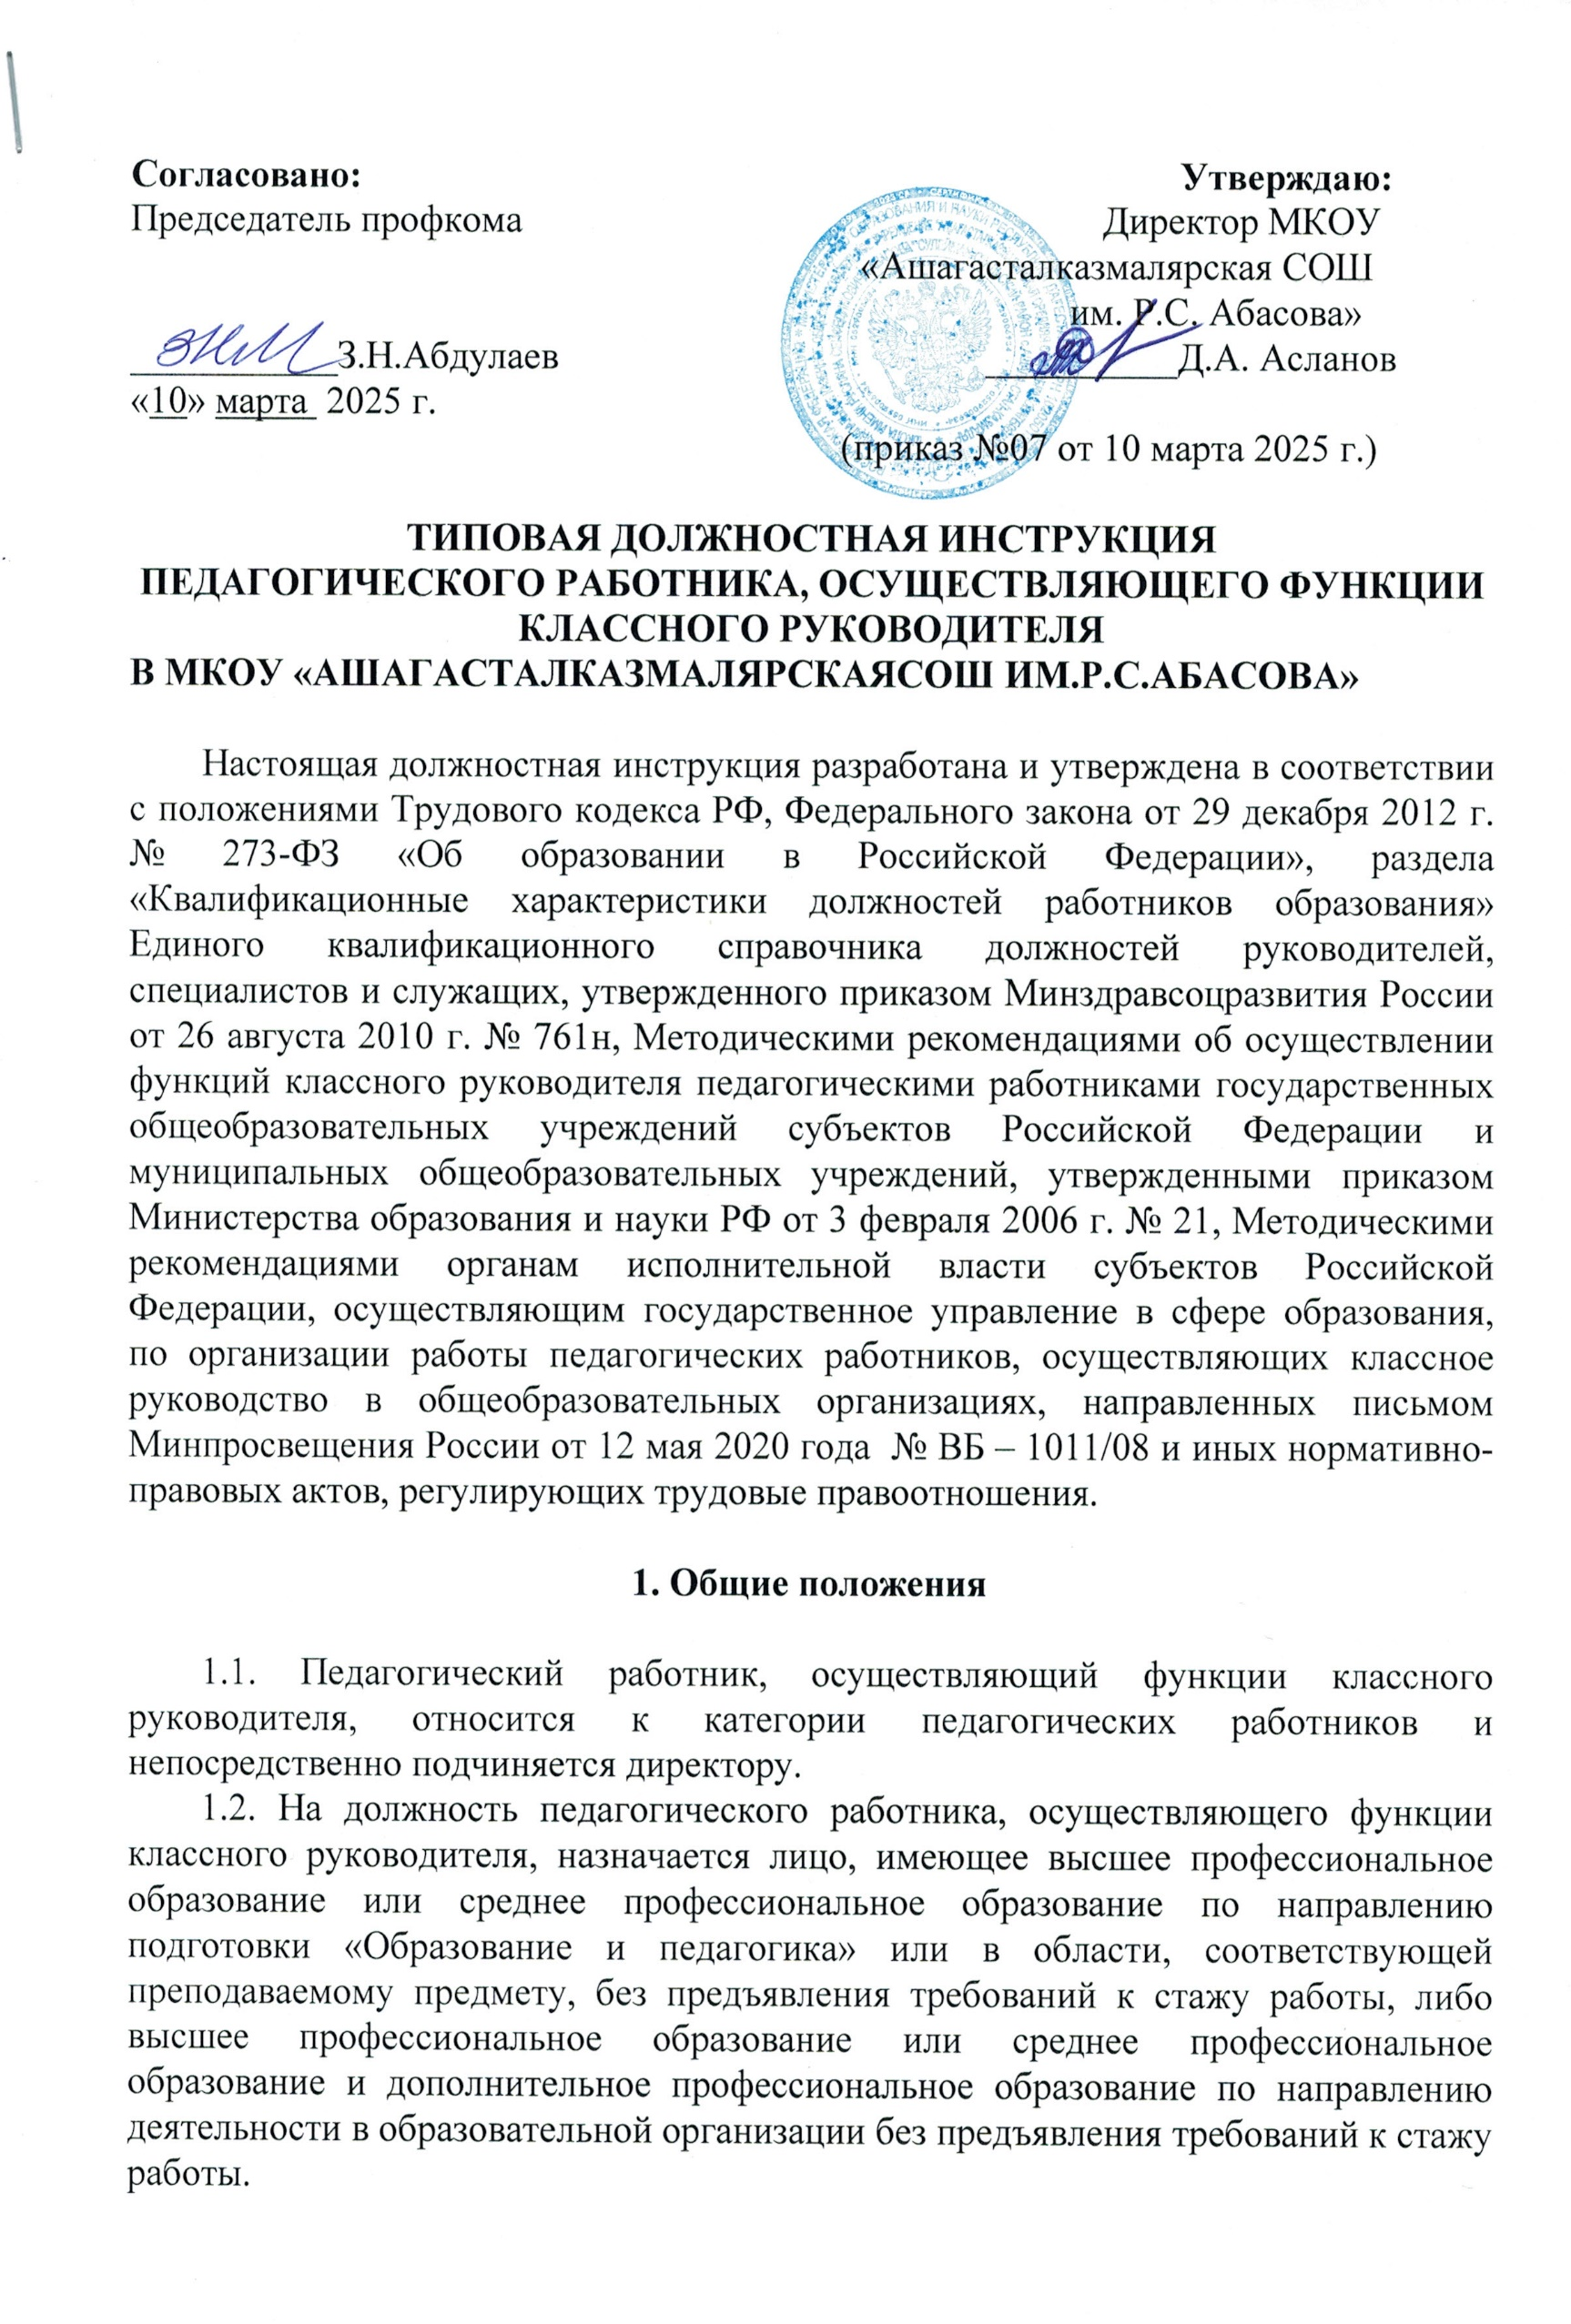 Согласовано:
Председатель профкома
З.Н.Абдулаев
«10» марта 2025 г.
Утверждаю:
Директор МКОУ
«Ашагасталказмалярская СОШ
им. Р.С. Абасова»
Д.А. Асланов
(приказ №07 от 10 марта 2025 г.)
ТИПОВАЯ ДОЛЖНОСТНАЯ ИНСТРУКЦИЯ
ПЕДАГОГИЧЕСКОГО РАБОТНИКА, ОСУЩЕСТВЛЯЮЩЕГО ФУНКЦИИ
КЛАССНОГО РУКОВОДИТЕЛЯ
В МКОУ «АШАГАСТАЛКАЗМАЛЯРСКАЯСОШ ИМ.Р.С.АБАСОВА»
Настоящая должностная инструкция разработана и утверждена в соответствии
с положениями Трудового кодекса РФ, Федерального закона от 29 декабря 2012 г.
№ 273-ФЗ «Об образовании в Российской Федерации», раздела
«Квалификационные характеристики должностей работников образования»
Единого квалификационного справочника должностей руководителей,
специалистов и служащих, утвержденного приказом Минздравсоцразвития России
от 26 августа 2010 г. № 761н, Методическими рекомендациями об осуществлении
функций классного руководителя педагогическими работниками государственных
общеобразовательных учреждений субъектов Российской Федерации и
муниципальных общеобразовательных учреждений, утвержденными приказом
Министерства образования и науки РФ от 3 февраля 2006 г. № 21, Методическими
рекомендациями органам исполнительной власти субъектов Российской
Федерации, осуществляющим государственное управление в сфере образования,
по организации работы педагогических работников, осуществляющих классное
руководство в общеобразовательных организациях, направленных письмом
Минпросвещения России от 12 мая 2020 года № ВБ – 1011/08 и иных нормативно-
правовых актов, регулирующих трудовые правоотношения.
1. Общие положения
1.1. Педагогический работник, осуществляющий функции классного
руководителя, относится к категории педагогических работников и
непосредственно подчиняется директору.
1.2. На должность педагогического работника, осуществляющего функции
классного руководителя, назначается лицо, имеющее высшее профессиональное
образование или среднее профессиональное образование по направлению
подготовки «Образование и педагогика» или в области, соответствующей
преподаваемому предмету, без предъявления требований к стажу работы, либо
высшее профессиональное образование или среднее профессиональное
образование и дополнительное профессиональное образование по направлению
деятельности в образовательной организации без предъявления требований к стажу
работы.